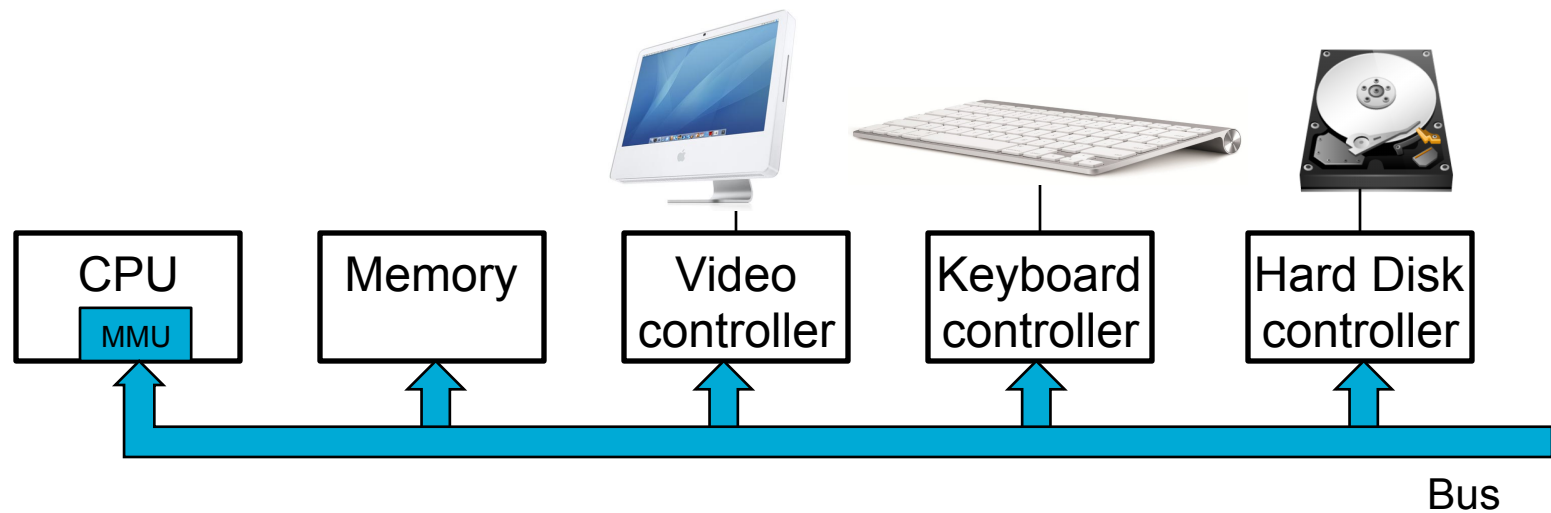 CPU
MMU
Memory
Video
controller
Keyboard
controller
Hard Disk
controller
Bus